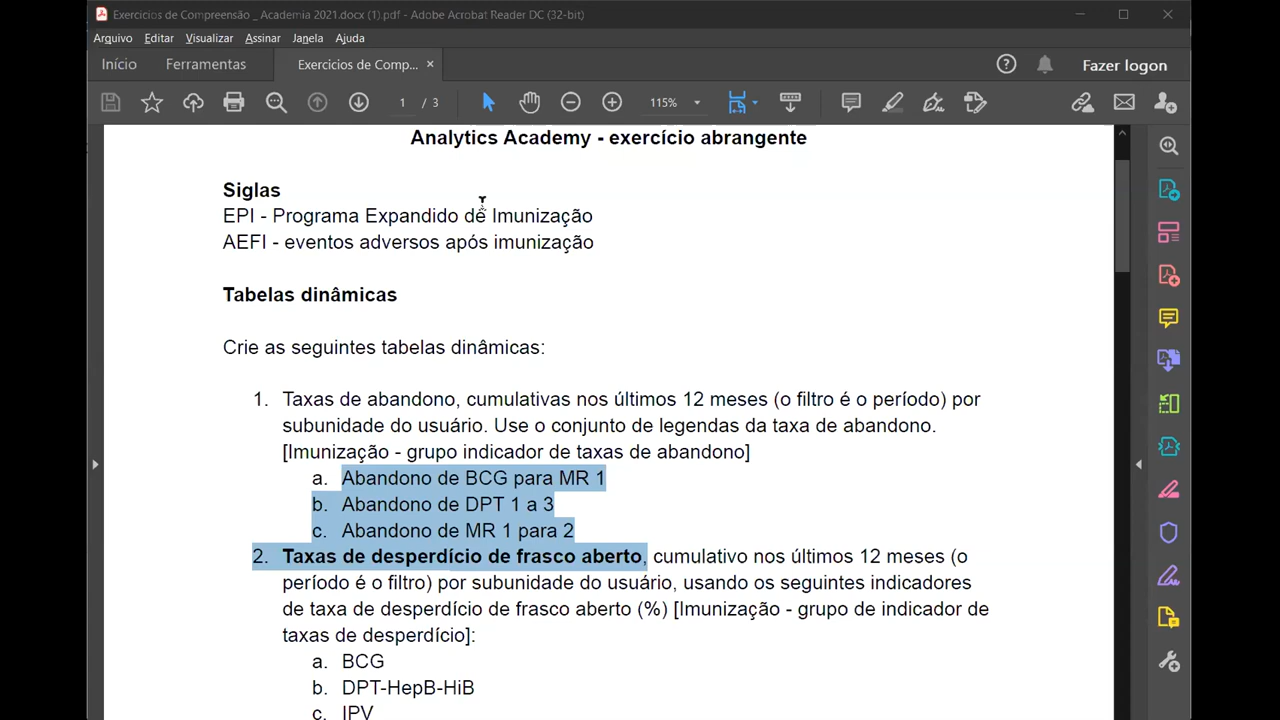 Exercicios de Compreensão _ Academia 2021.docx (1).pdf - Adobe Acrobat Reader DC (32-bit)
Arquivo Editar Visualizar Assinar Janela Ajuda
Início Ferramentas Exercicios de Comp... Fazer logon
1 / 3 115%
Analytics Academy - exercício abrangente
Siglas
EPI - Programa Expandido de Imunização
AEFI - eventos adversos após imunização
Tabelas dinâmicas
Crie as seguintes tabelas dinâmicas:
1. Taxas de abandono, cumulativas nos últimos 12 meses (o filtro é o período) por
subunidade do usuário. Use o conjunto de legendas da taxa de abandono.
[Imunização - grupo indicador de taxas de abandono]
a. Abandono de BCG para MR 1
b. Abandono de DPT 1 a 3
c. Abandono de MR 1 para 2
2. Taxas de desperdício de frasco aberto, cumulativo nos últimos 12 meses (o
período é o filtro) por subunidade do usuário, usando os seguintes indicadores
de taxa de desperdício de frasco aberto (%) [Imunização - grupo de indicador de
taxas de desperdício]:
a. BCG
b. DPT-HepB-HiB
c. IPV